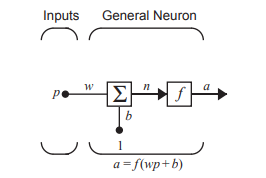 Inputs General Neuron
p w Σ n f a
b
1
a = f(wp + b)